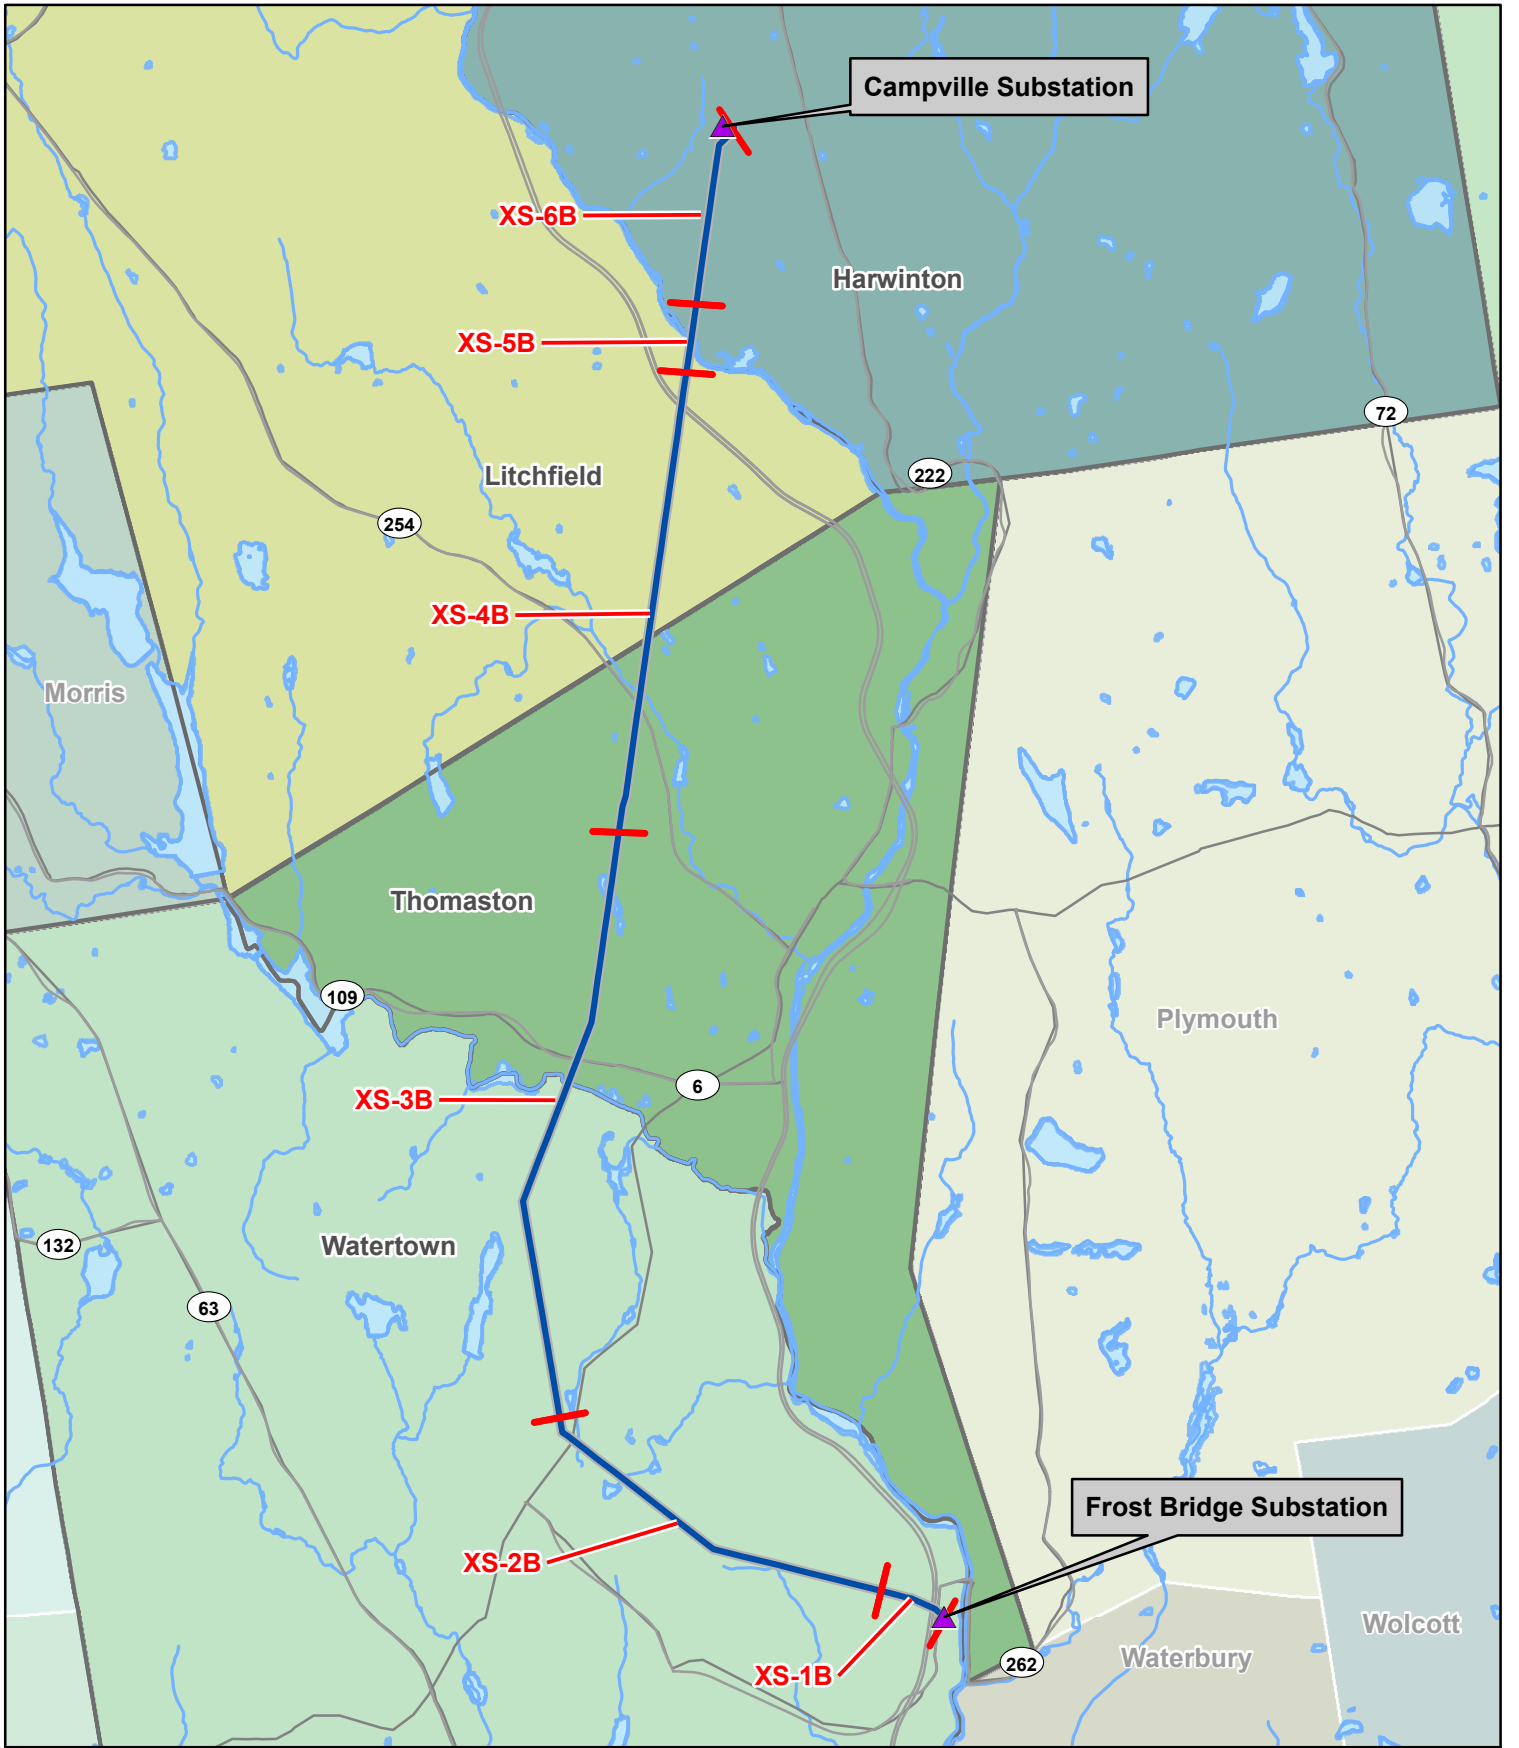 Campville Substation
XS-6B
Harwinton
XS-5B
72
222
Litchfield
254
XS-4B
Morris
Thomaston
109
Plymouth
6
XS-3B
132
Watertown
63
Frost Bridge Substation
XS-2B
Wolcott
262
Waterbury
XS-1B